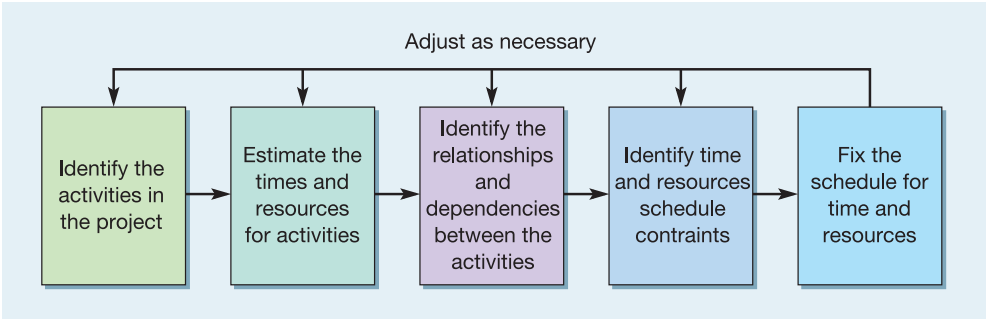 Adjust as necessary
Identify the
activities in
the project
Estimate the
times and
resources
for activities
Identify the
relationships
and
dependencies
between the
activities
Identify time
and resources
schedule
contraints
Fix the
schedule for
time and
resources